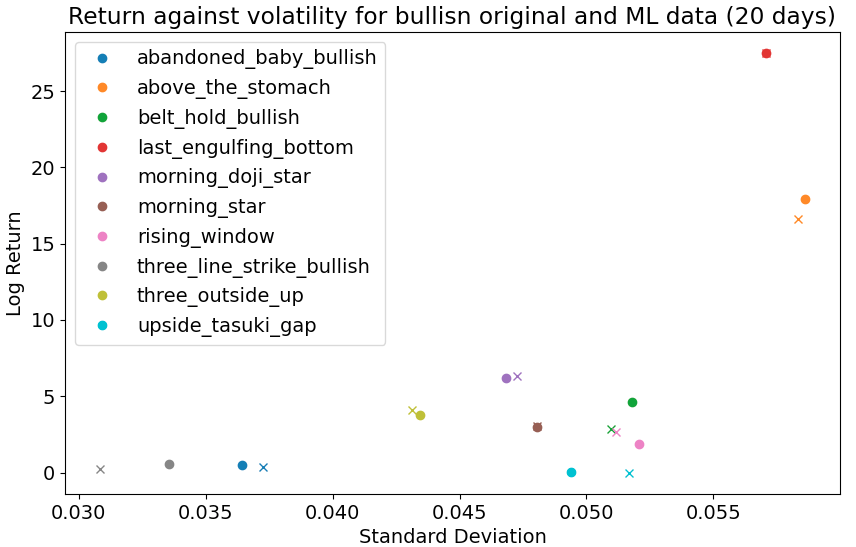 Return against volatility for bullisn original and ML data (20 days)
abandoned_baby_bullish
above_the_stomach
belt_hold_bullish
last_engulfing_bottom
morning_doji_star
morning_star
rising_window
three_line_strike_bullish
three_outside_up
upside_tasuki_gap
Log Return
25
20
15
10
5
0
0.030 0.035 0.040 0.045 0.050 0.055
Standard Deviation